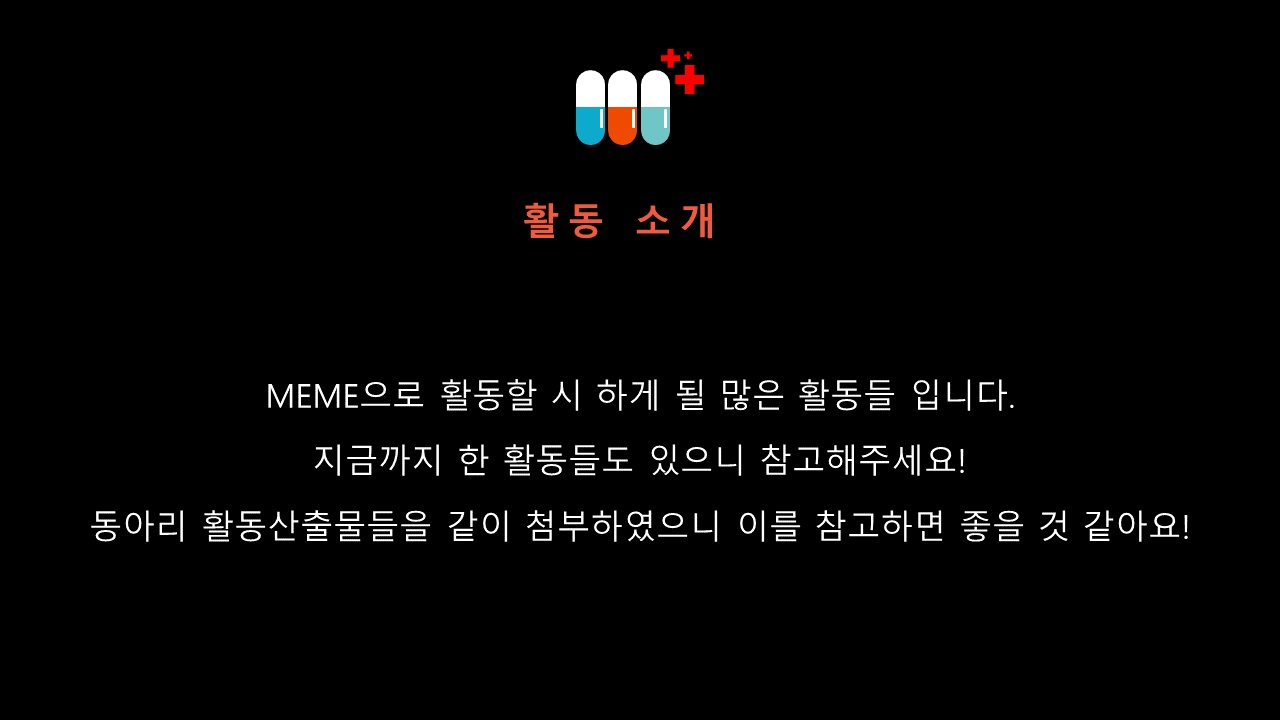 활동 소개
MEME으로 활동할 시 하게 될 많은 활동들 입니다.
지금까지 한 활동들도 있으니 참고해주세요!
동아리 활동산출물들을 같이 첨부하였으니 이를 참고하면 좋을 것 같아요!